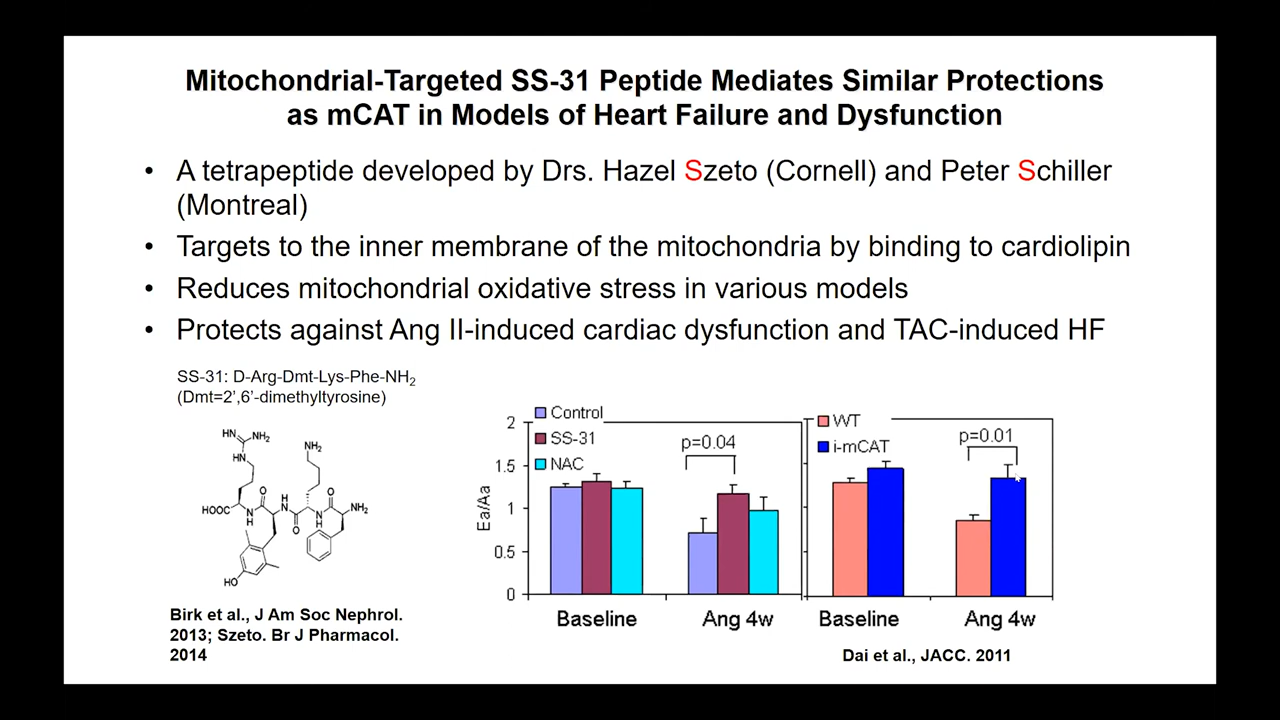 Mitochondrial-Targeted SS-31 Peptide Mediates Similar Protections
as mCAT in Models of Heart Failure and Dysfunction
• A tetrapeptide developed by Drs. Hazel Szeto (Cornell) and Peter Schiller
(Montreal)
• Targets to the inner membrane of the mitochondria by binding to cardiolipin
• Reduces mitochondrial oxidative stress in various models
• Protects against Ang II-induced cardiac dysfunction and TAC-induced HF
SS-31: D-Arg-Dmt-Lys-Phe-NH2
(Dmt=2',6'-dimethyltyrosine)
HN
NH2
HN
NH2
HOOC
N
H
O
H
N
O
N
H
O
NH2
HO
Birk et al., J Am Soc Nephrol.
2013; Szeto. Br J Pharmacol.
2014
Ea/Aa
2
1.5
1
0.5
0
Control
SS-31
NAC
p=0.04
Baseline
Ang 4w
WT
i-mCAT
p=0.01
Baseline
Ang 4w
Dai et al., JACC. 2011